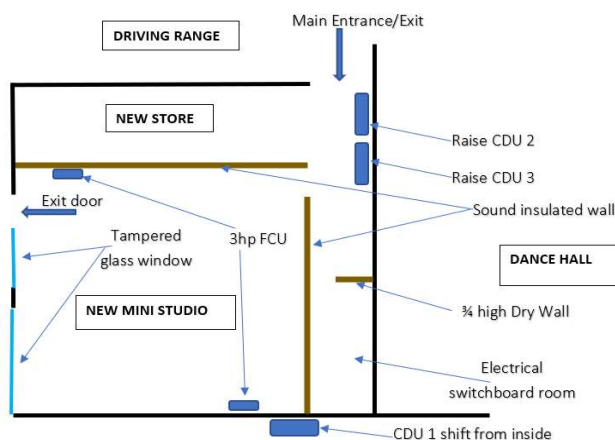 Main Entrance/Exit
DRIVING RANGE
NEW STORE
Raise CDU 2
Raise CDU 3
Exit door
3hp FCU
Sound insulated wall
Tampered
glass window
DANCE HALL
NEW MINI STUDIO
¾ high Dry Wall
Electrical
switchboard room
CDU 1 shift from inside